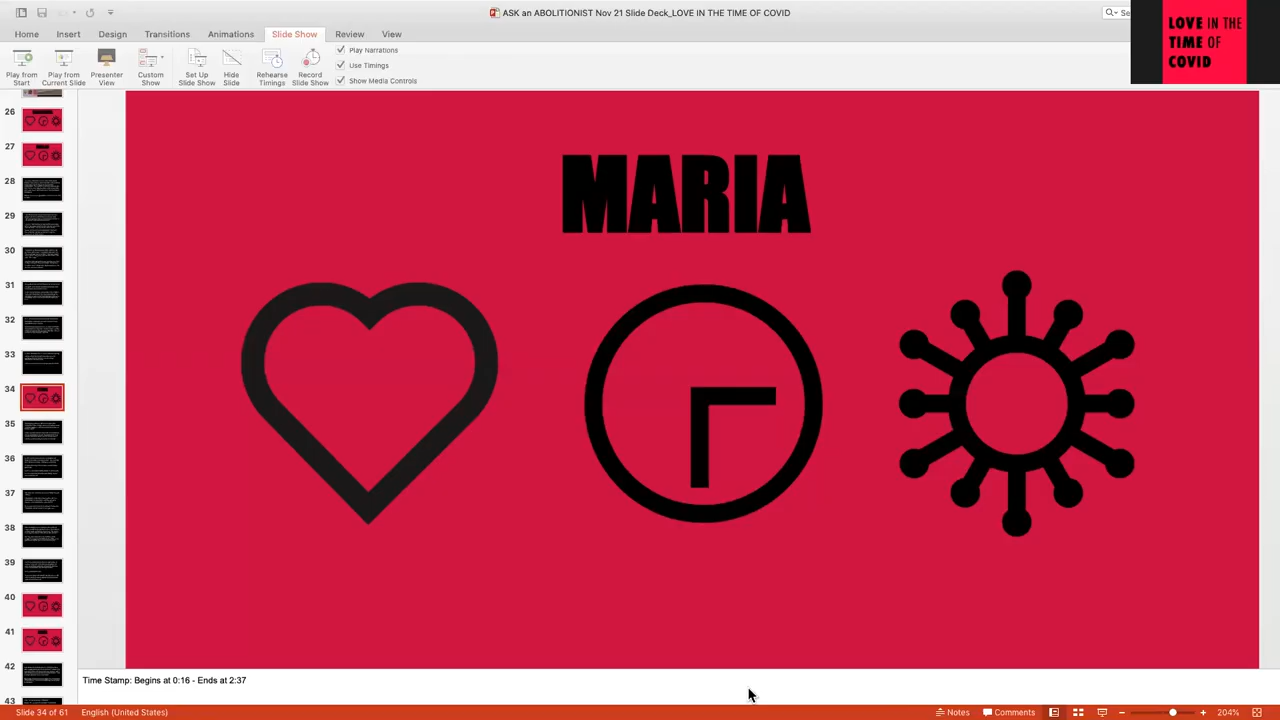 ASK an ABOLITIONIST Nov 21 Slide Deck_LOVE IN THE TIME OF COVID
Se
Home Insert Design Transitions Animations Slide Show Review View
LOVE IN THE
TIME OF
COVID
Play from
Start
Play from
Current Slide
Presenter
View
Custom
Show
Set Up
Slide Show
Hide
Slide
Rehearse
Timings
Record
Slide Show
Play Narrations
Use Timings
Show Media Controls
26
27
28
29
30
31
32
33
34
35
36
37
38
39
40
41
42
43
MARIA
Time Stamp: Begins at 0:16 - Ends at 2:37
Slide 34 of 61 English (United States) Notes Comments 204%